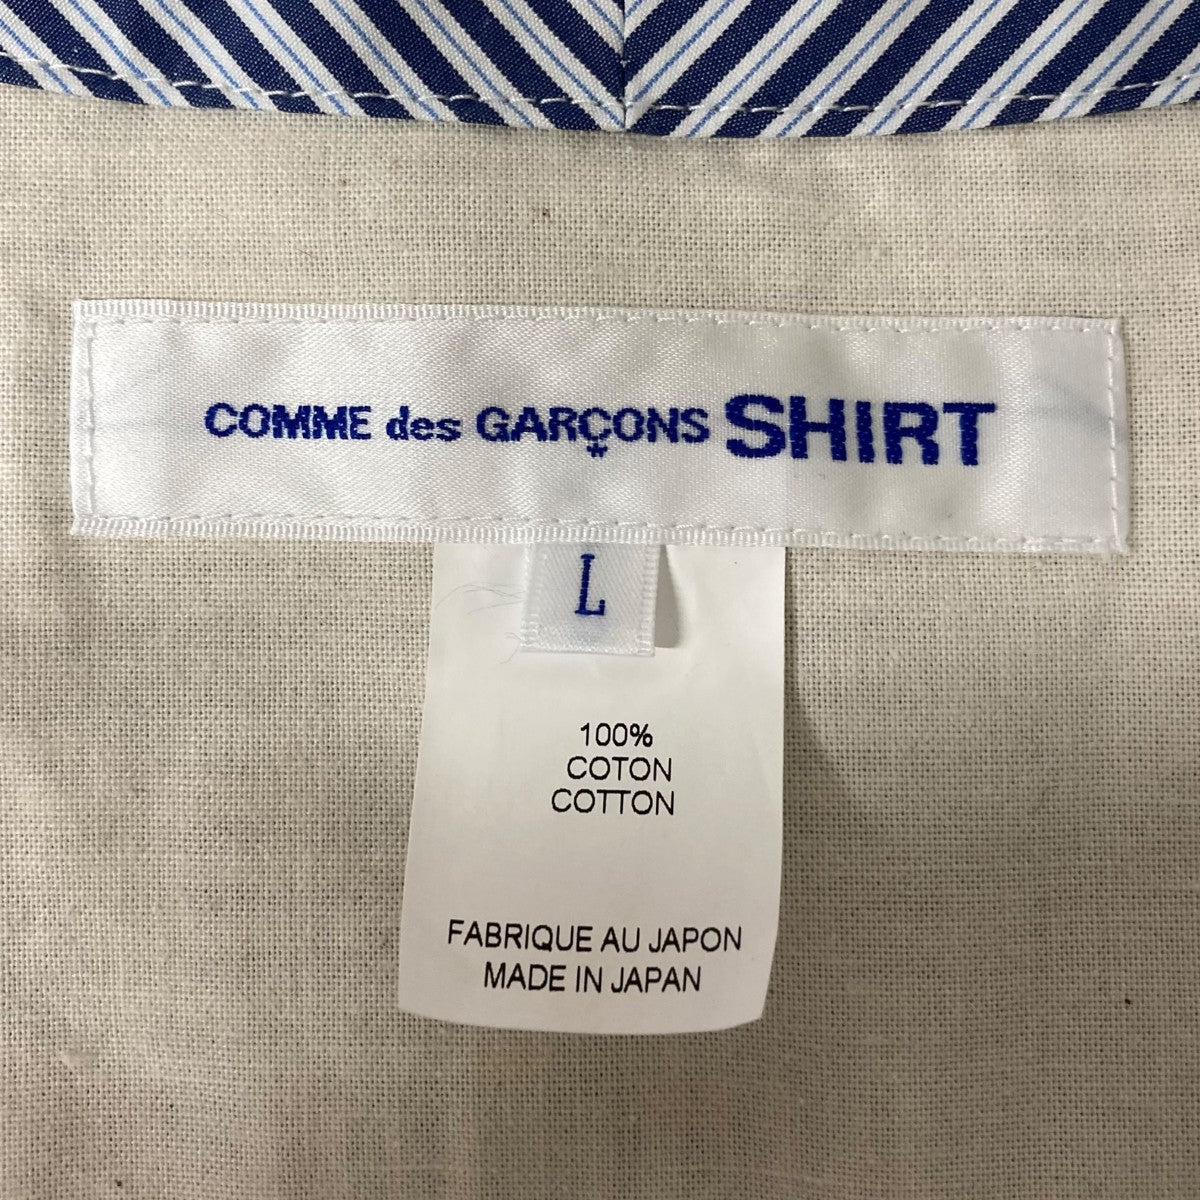 COMME des GARÇONS SHIRT
L
100%
COTON
COTTON
FABRIQUE AU JAPON
MADE IN JAPAN